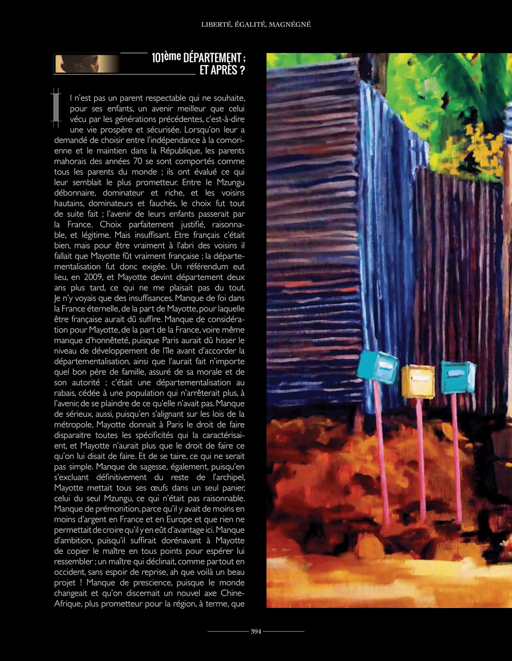 LIBERTÉ, ÉGALITÉ, MAGNÉGNÉ
101ème DÉPARTEMENT :
ET APRÈS ?
I l n'est pas un parent respectable qui ne souhaite,
pour ses enfants, un avenir meilleur que celui
vécu par les générations précédentes, c'est-à-dire
une vie prospère et sécurisée. Lorsqu'on leur a
demandé de choisir entre l'indépendance à la comori-
enne et le maintien dans la République, les parents
mahorais des années 70 se sont comportés comme
tous les parents du monde ; ils ont évalué ce qui
leur semblait le plus prometteur. Entre le Mzungu
débonnaire, dominateur et riche, et les voisins
hautains, dominateurs et fauchés, le choix fut tout
de suite fait ; l'avenir de leurs enfants passerait par
la France. Choix parfaitement justifié, raisonna-
ble, et légitime. Mais insuffisant. Etre français c'était
bien, mais pour être vraiment à l'abri des voisins il
fallait que Mayotte fût vraiment française ; la départe-
mentalisation fut donc exigée. Un référendum eut
lieu, en 2009, et Mayotte devint département deux
ans plus tard, ce qui ne me plaisait pas du tout.
Je n'y voyais que des insuffisances. Manque de foi dans
la France éternelle, de la part de Mayotte, pour laquelle
être française aurait dû suffire. Manque de considéra-
tion pour Mayotte, de la part de la France, voire même
manque d'honnêteté, puisque Paris aurait dû hisser le
niveau de développement de l'île avant d'accorder la
départementalisation, ainsi que l'aurait fait n'importe
quel bon père de famille, assuré de sa morale et de
son autorité ; c'était une départementalisation au
rabais, cédée à une population qui n'arrêterait plus, à
l'avenir, de se plaindre de ce qu'elle n'avait pas. Manque
de sérieux, aussi, puisqu'en s'alignant sur les lois de la
métropole, Mayotte donnait à Paris le droit de faire
disparaitre toutes les spécificités qui la caractérisai-
ent, et Mayotte n'aurait plus que le droit de faire ce
qu'on lui disait de faire. Et de se taire, ce qui ne serait
pas simple. Manque de sagesse, également, puisqu'en
s'excluant définitivement du reste de l'archipel,
Mayotte mettait tous ses œufs dans un seul panier,
celui du seul Mzungu, ce qui n'était pas raisonnable.
Manque de prémonition, parce qu'il y avait de moins en
moins d'argent en France et en Europe et que rien ne
permettait de croire qu'il y en eût d'avantage ici. Manque
d'ambition, puisqu'il suffirait dorénavant à Mayotte
de copier le maître en tous points pour espérer lui
ressembler ; un maître qui déclinait, comme partout en
occident, sans espoir de reprise, ah que voilà un beau
projet ! Manque de prescience, puisque le monde
changeait et qu'on discernait un nouvel axe Chine-
Afrique, plus prometteur pour la région, à terme, que
394